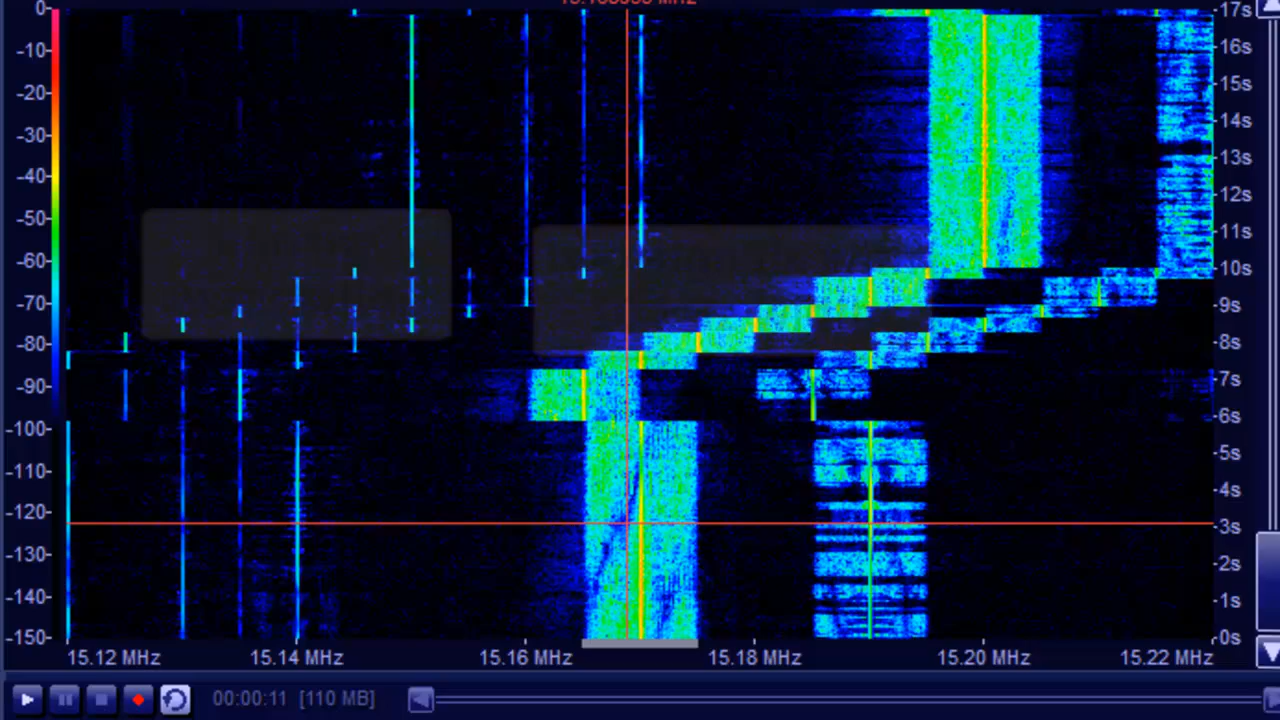 0 -10 -20 -30 -40 -50 -60 -70 -80 -90 -100 -110 -120 -130 -140 -150
17s 16s 15s 14s 13s 12s 11s 10s 9s 8s 7s 6s 5s 4s 3s 2s 1s 0s
15.12 MHz 15.14 MHz 15.16 MHz 15.18 MHz 15.20 MHz 15.22 MHz
00:00:11 [110 MB]